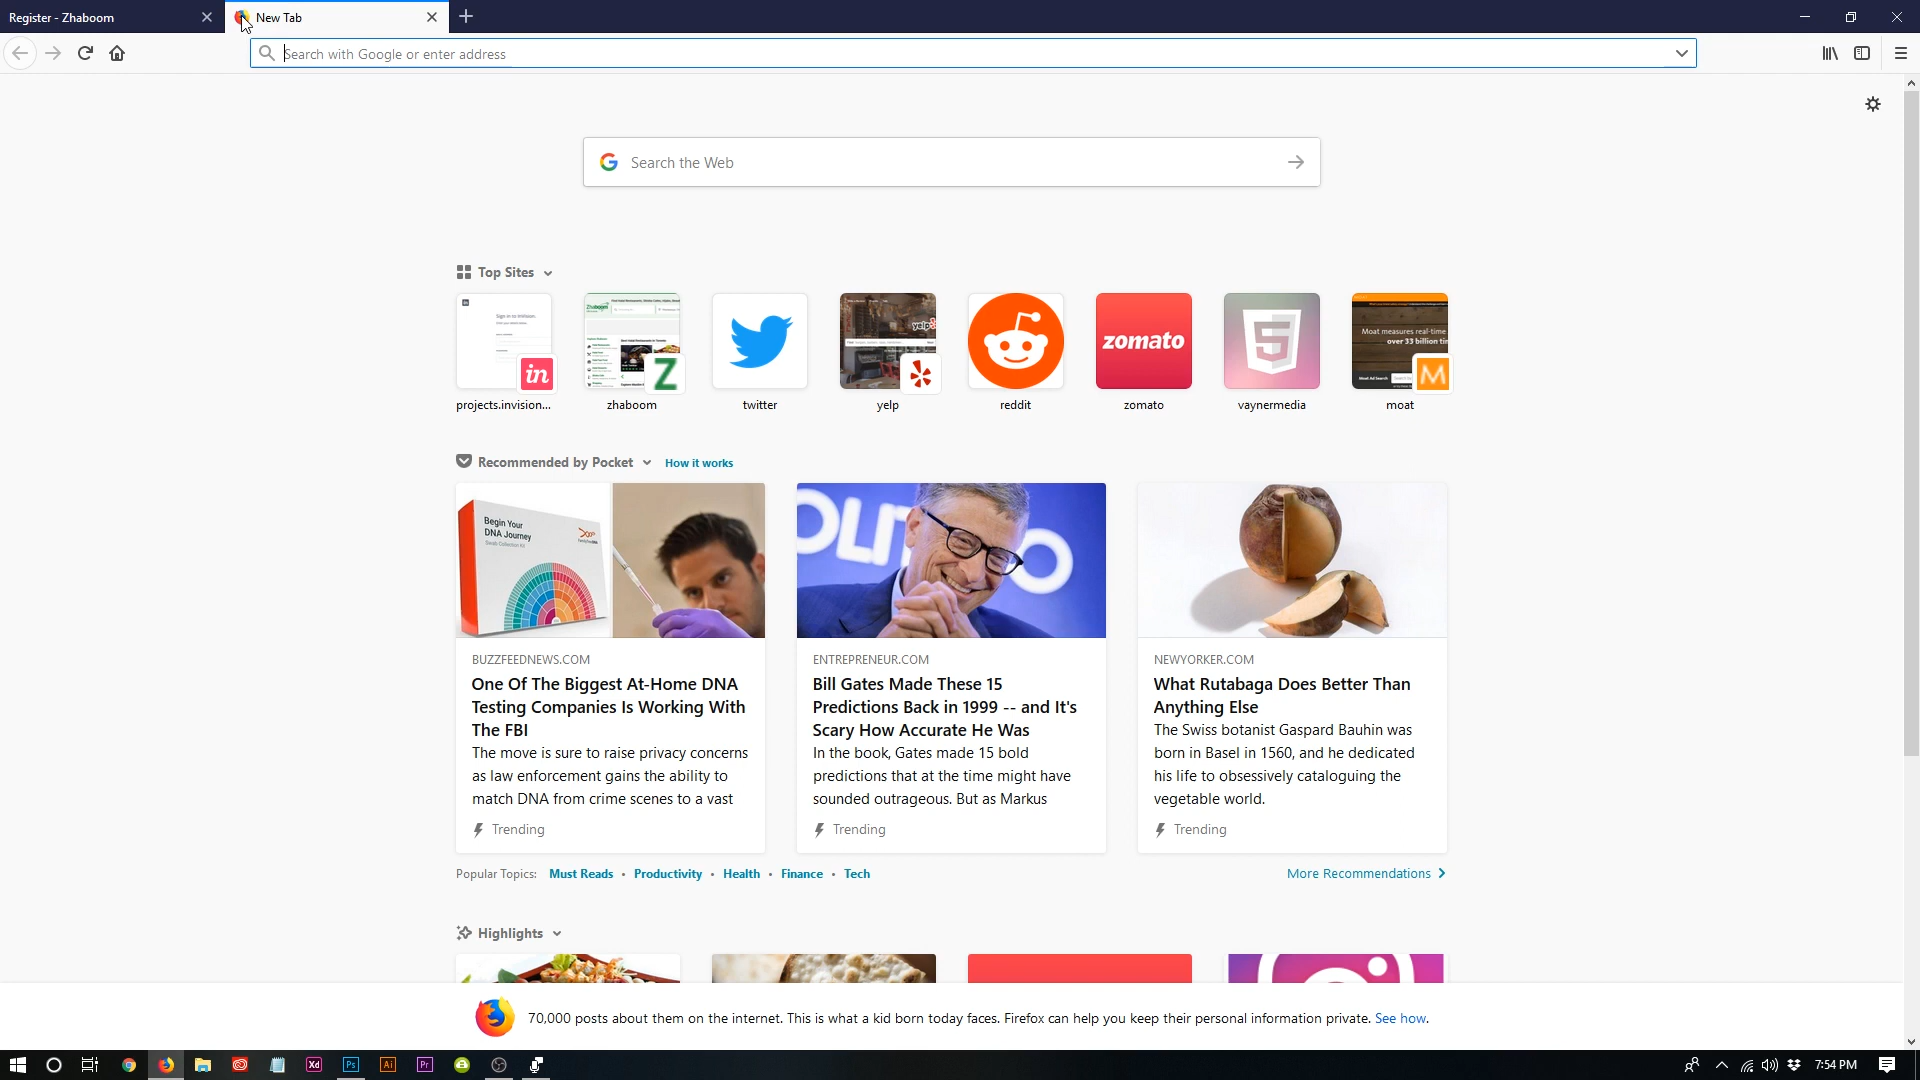 Register - Zhaboom
New Tab
Search with Google or enter address
Search the Web
Top Sites
in
Z
yelp
zomato
Moat measures real-time
over 33 billion
M
projects.invision...
zhaboom
twitter
yelp
reddit
zomato
vaynermedia
moat
Recommended by Pocket
How it works
Begin Your
DNA Journey
BUZZFEEDNEWS.COM
One Of The Biggest At-Home DNA
Testing Companies Is Working With
The FBI
The move is sure to raise privacy concerns
as law enforcement gains the ability to
match DNA from crime scenes to a vast
Trending
ENTREPRENEUR.COM
Bill Gates Made These 15
Predictions Back in 1999 -- and It's
Scary How Accurate He Was
In the book, Gates made 15 bold
predictions that at the time might have
sounded outrageous. But as Markus
Trending
NEWYORKER.COM
What Rutabaga Does Better Than
Anything Else
The Swiss botanist Gaspard Bauhin was
born in Basel in 1560, and he dedicated
his life to obsessively cataloguing the
vegetable world.
Trending
Popular Topics: Must Reads • Productivity • Health • Finance • Tech
More Recommendations
Highlights
70,000 posts about them on the internet. This is what a kid born today faces. Firefox can help you keep their personal information private. See how.
Xd
Ps
Ai
Pr
7:54 PM